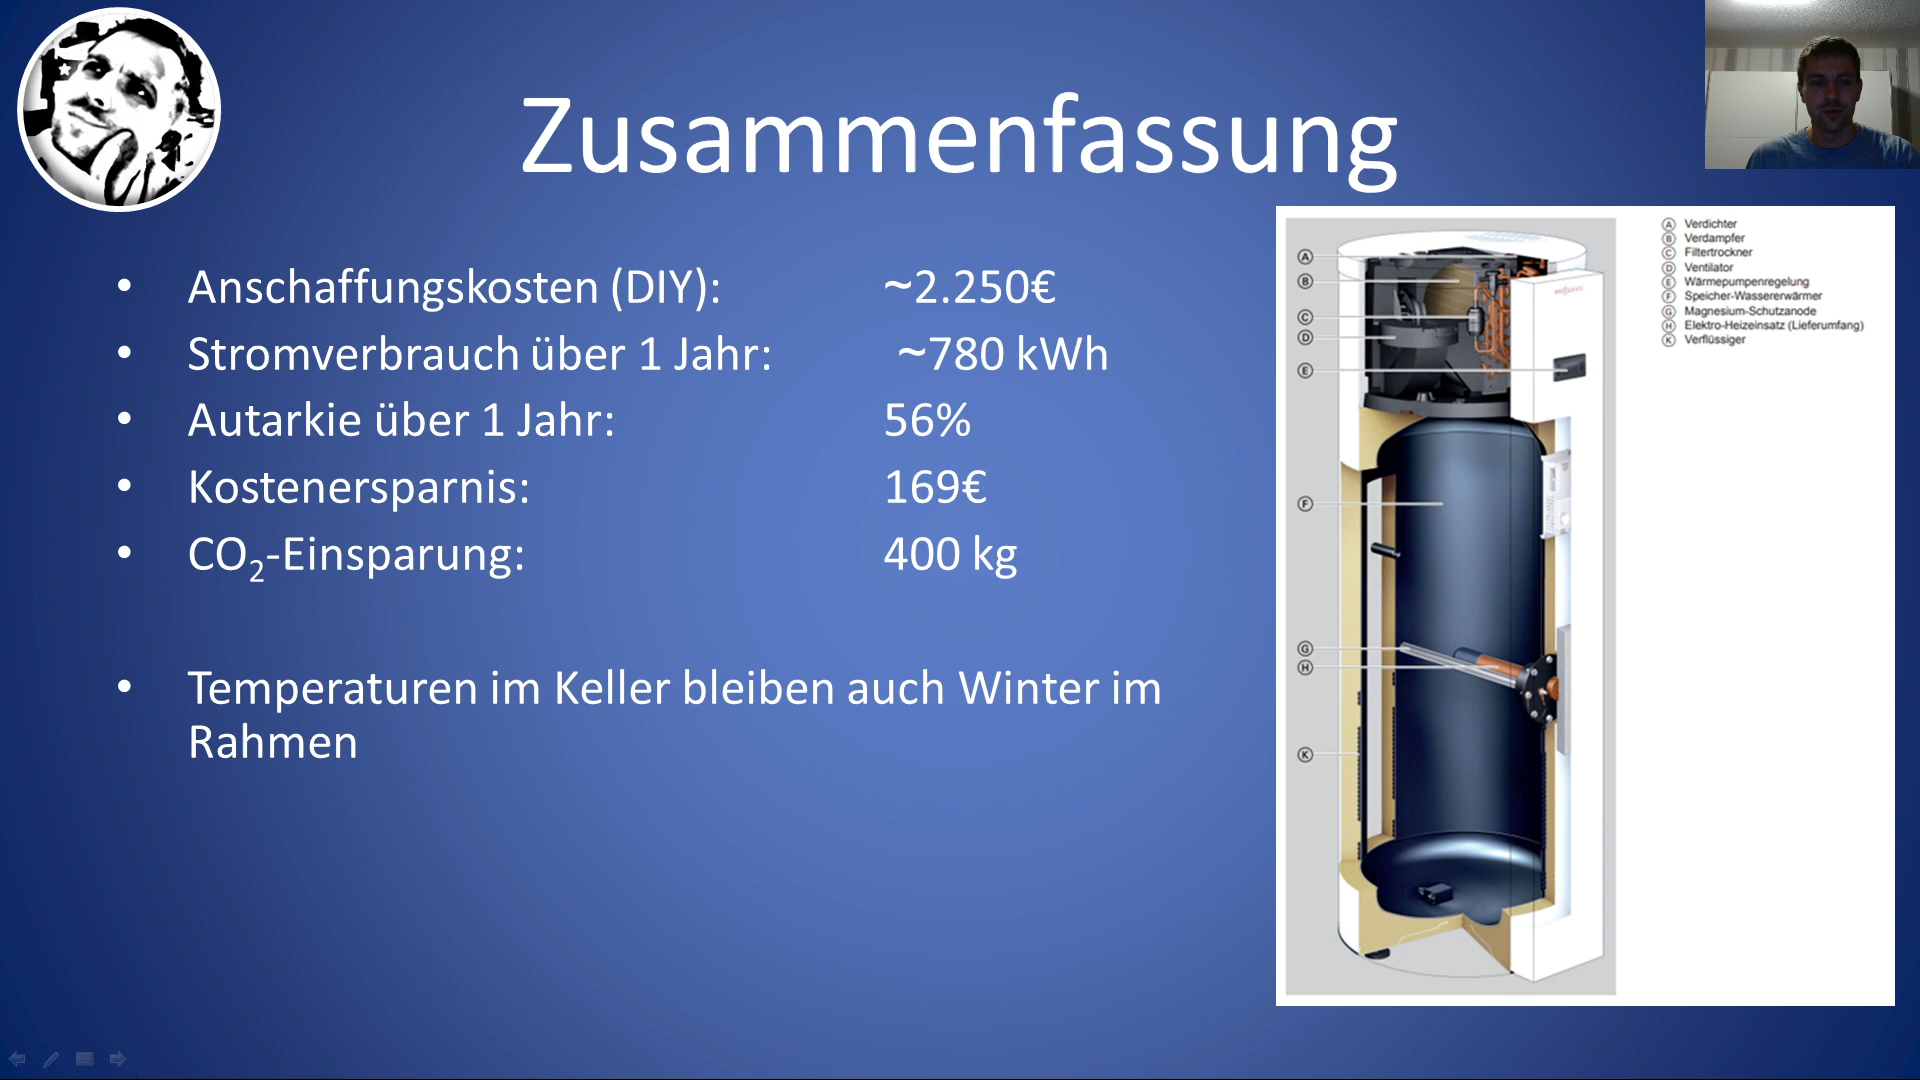 Zusammenfassung
• Anschaffungskosten (DIY): ~2.250€
• Stromverbrauch über 1 Jahr: ~780 kWh
• Autarkie über 1 Jahr: 56%
• Kostenersparnis: 169€
• CO₂-Einsparung: 400 kg
• Temperaturen im Keller bleiben auch Winter im
Rahmen
A
B
C
D
E
F
G
H
K
A Verdichter
B Verdampfer
C Filtertrockner
D Ventilator
E Wärmepumpenregelung
F Speicher-Wassererwärmer
G Magnesium-Schutzanode
H Elektro-Heizeinsatz (Lieferumfang)
K Verflüssiger